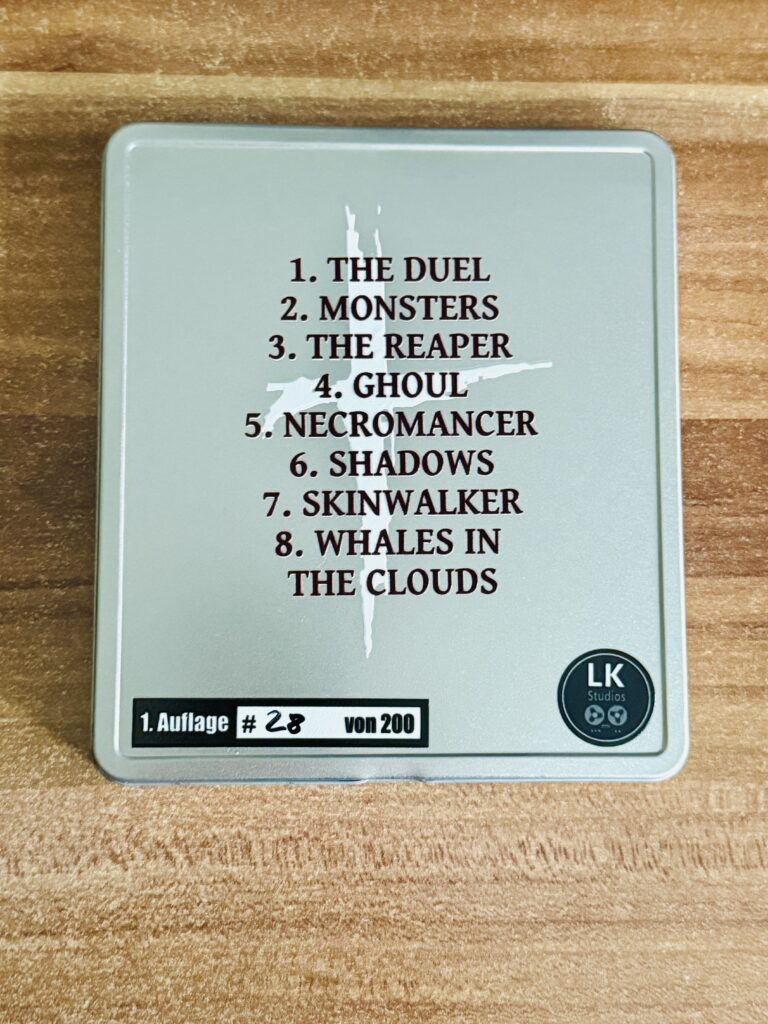 1. THE DUEL
2. MONSTERS
3. THE REAPER
4. GHOUL
5. NECROMANCER
6. SHADOWS
7. SKINWALKER
8. WHALES IN
THE CLOUDS
1. Auflage # 28 von 200
LK
Studios